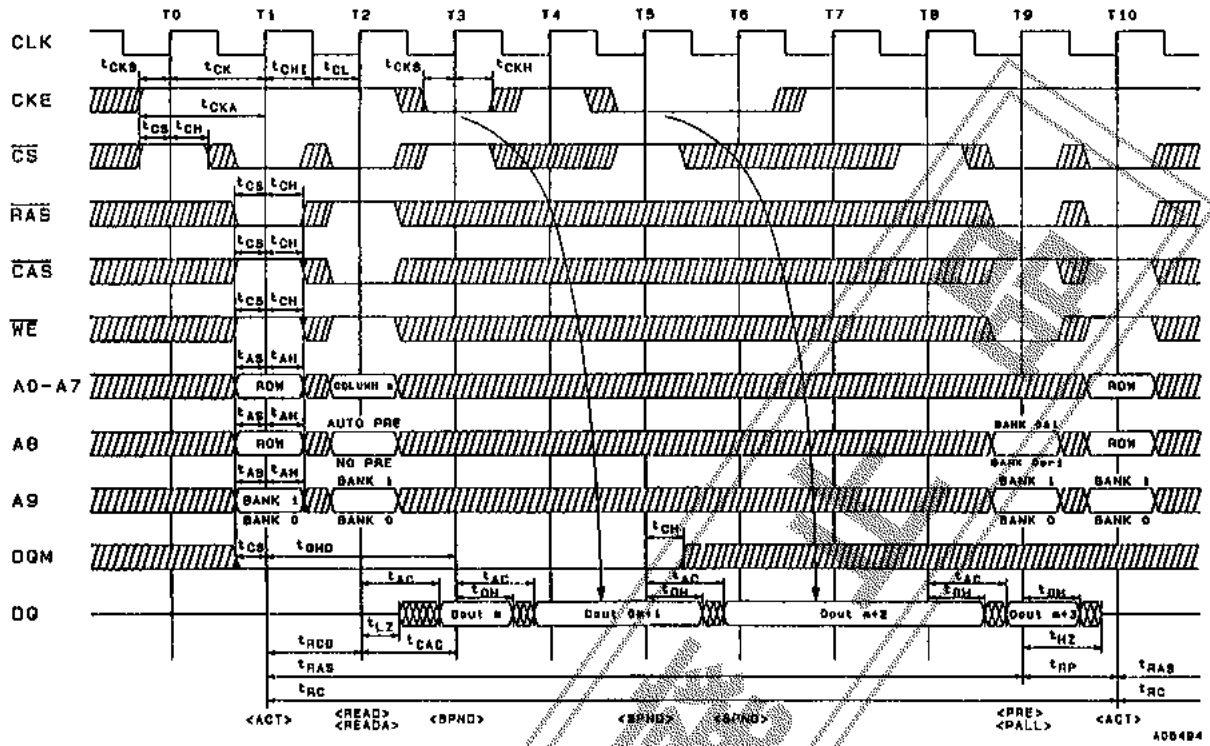 T0 T1 T2 T3 T4 T5 T6 T7 T8 T9 T10
CLK
tCKS tCK tCHI tCL tCKS tCKH
CKE
tCKA
tCS tCH
CS
tCS tCH
RAS
tCS tCH
CAS
tCS tCH
WE
tAS tAH
A0-A7 ROW COLUMN m ROW
tAS tAH AUTO PRE
A8 ROW ROW
NO PRE
tAS tAH BANK 1 BANK 1 BANK 1
A9 BANK 1
BANK 0 BANK 0 BANK 0 BANK 0
tCH
DQM tCS tQMD
tAC tAC tAC tAC
tOH tOH tOH tOH
DQ Dout m Dout m+2 Dout m+3
tLZ tHZ
tRCD tCAC
tRAS tRP tRAS
tRC tRC
<ACT> <READ> <SPND> <SPND> <SPND> <PRE> <ACT>
<READA> <PALL>
A05494